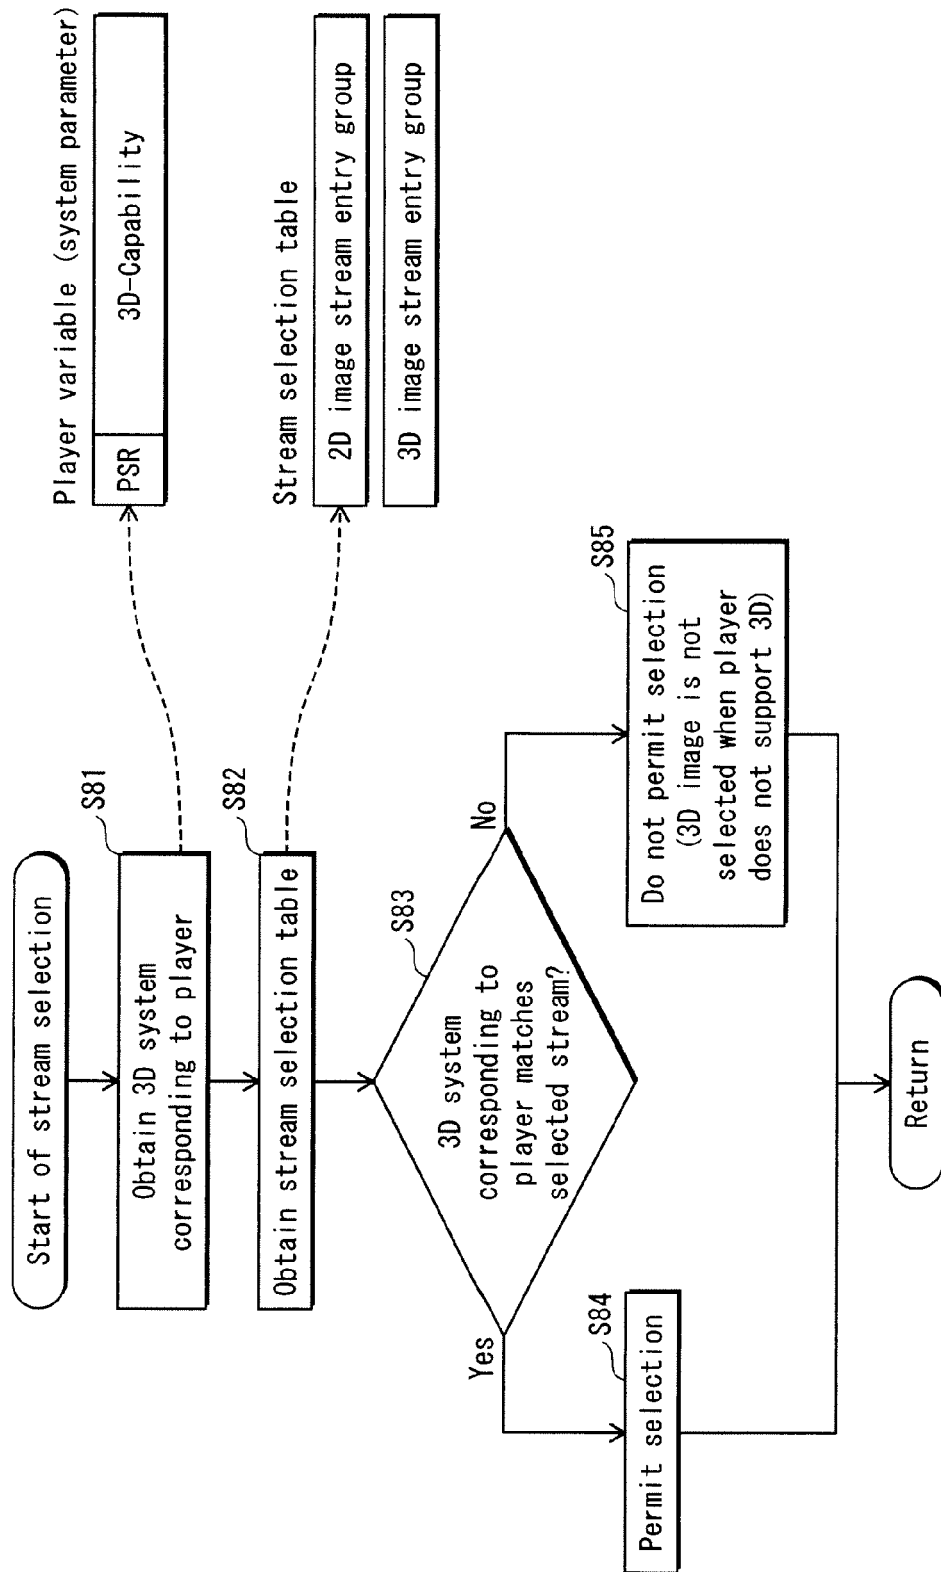 Start of stream selection
S81
Obtain 3D system
corresponding to player
Player variable (system parameter)
PSR
3D-Capability
S82
Obtain stream selection table
Stream selection table
2D image stream entry group
3D image stream entry group
S83
3D system
corresponding to
player matches
selected stream?
Yes
No
S84
Permit selection
S85
Do not permit selection
(3D image is not
selected when player
does not support 3D)
Return